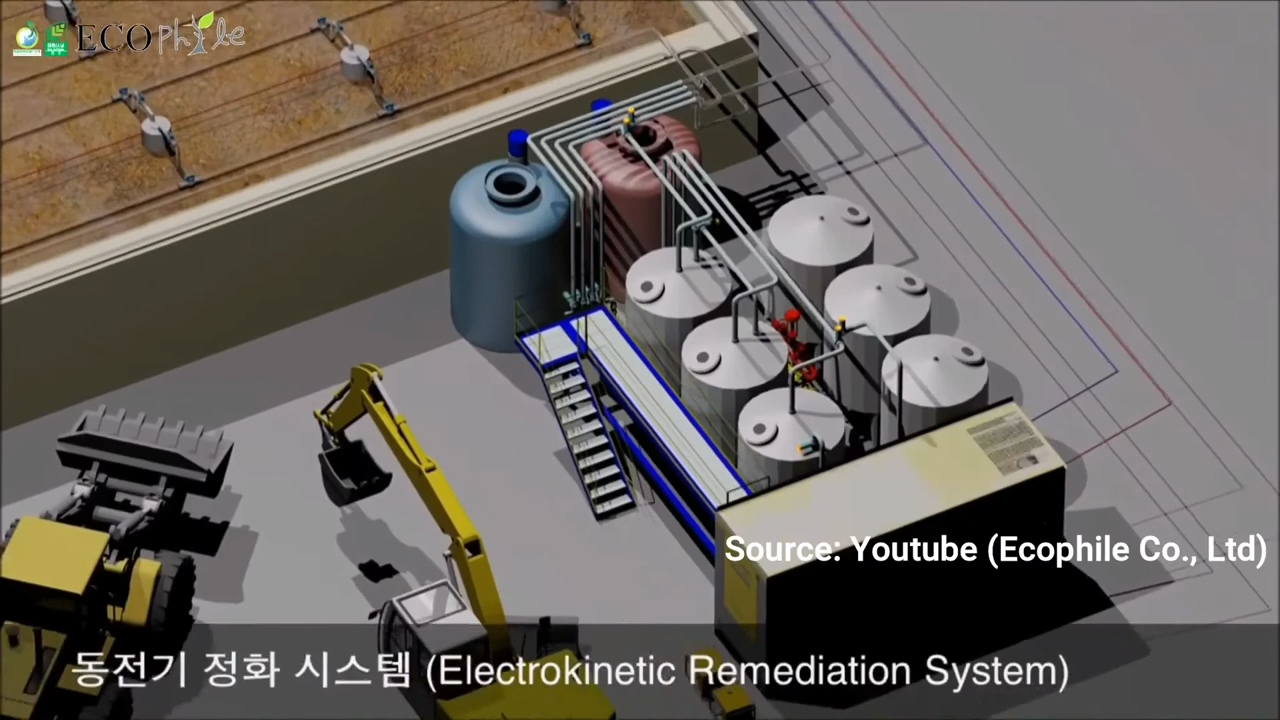 ECOphile
Source: Youtube (Ecophile Co., Ltd)
동전기 정화 시스템 (Electrokinetic Remediation System)